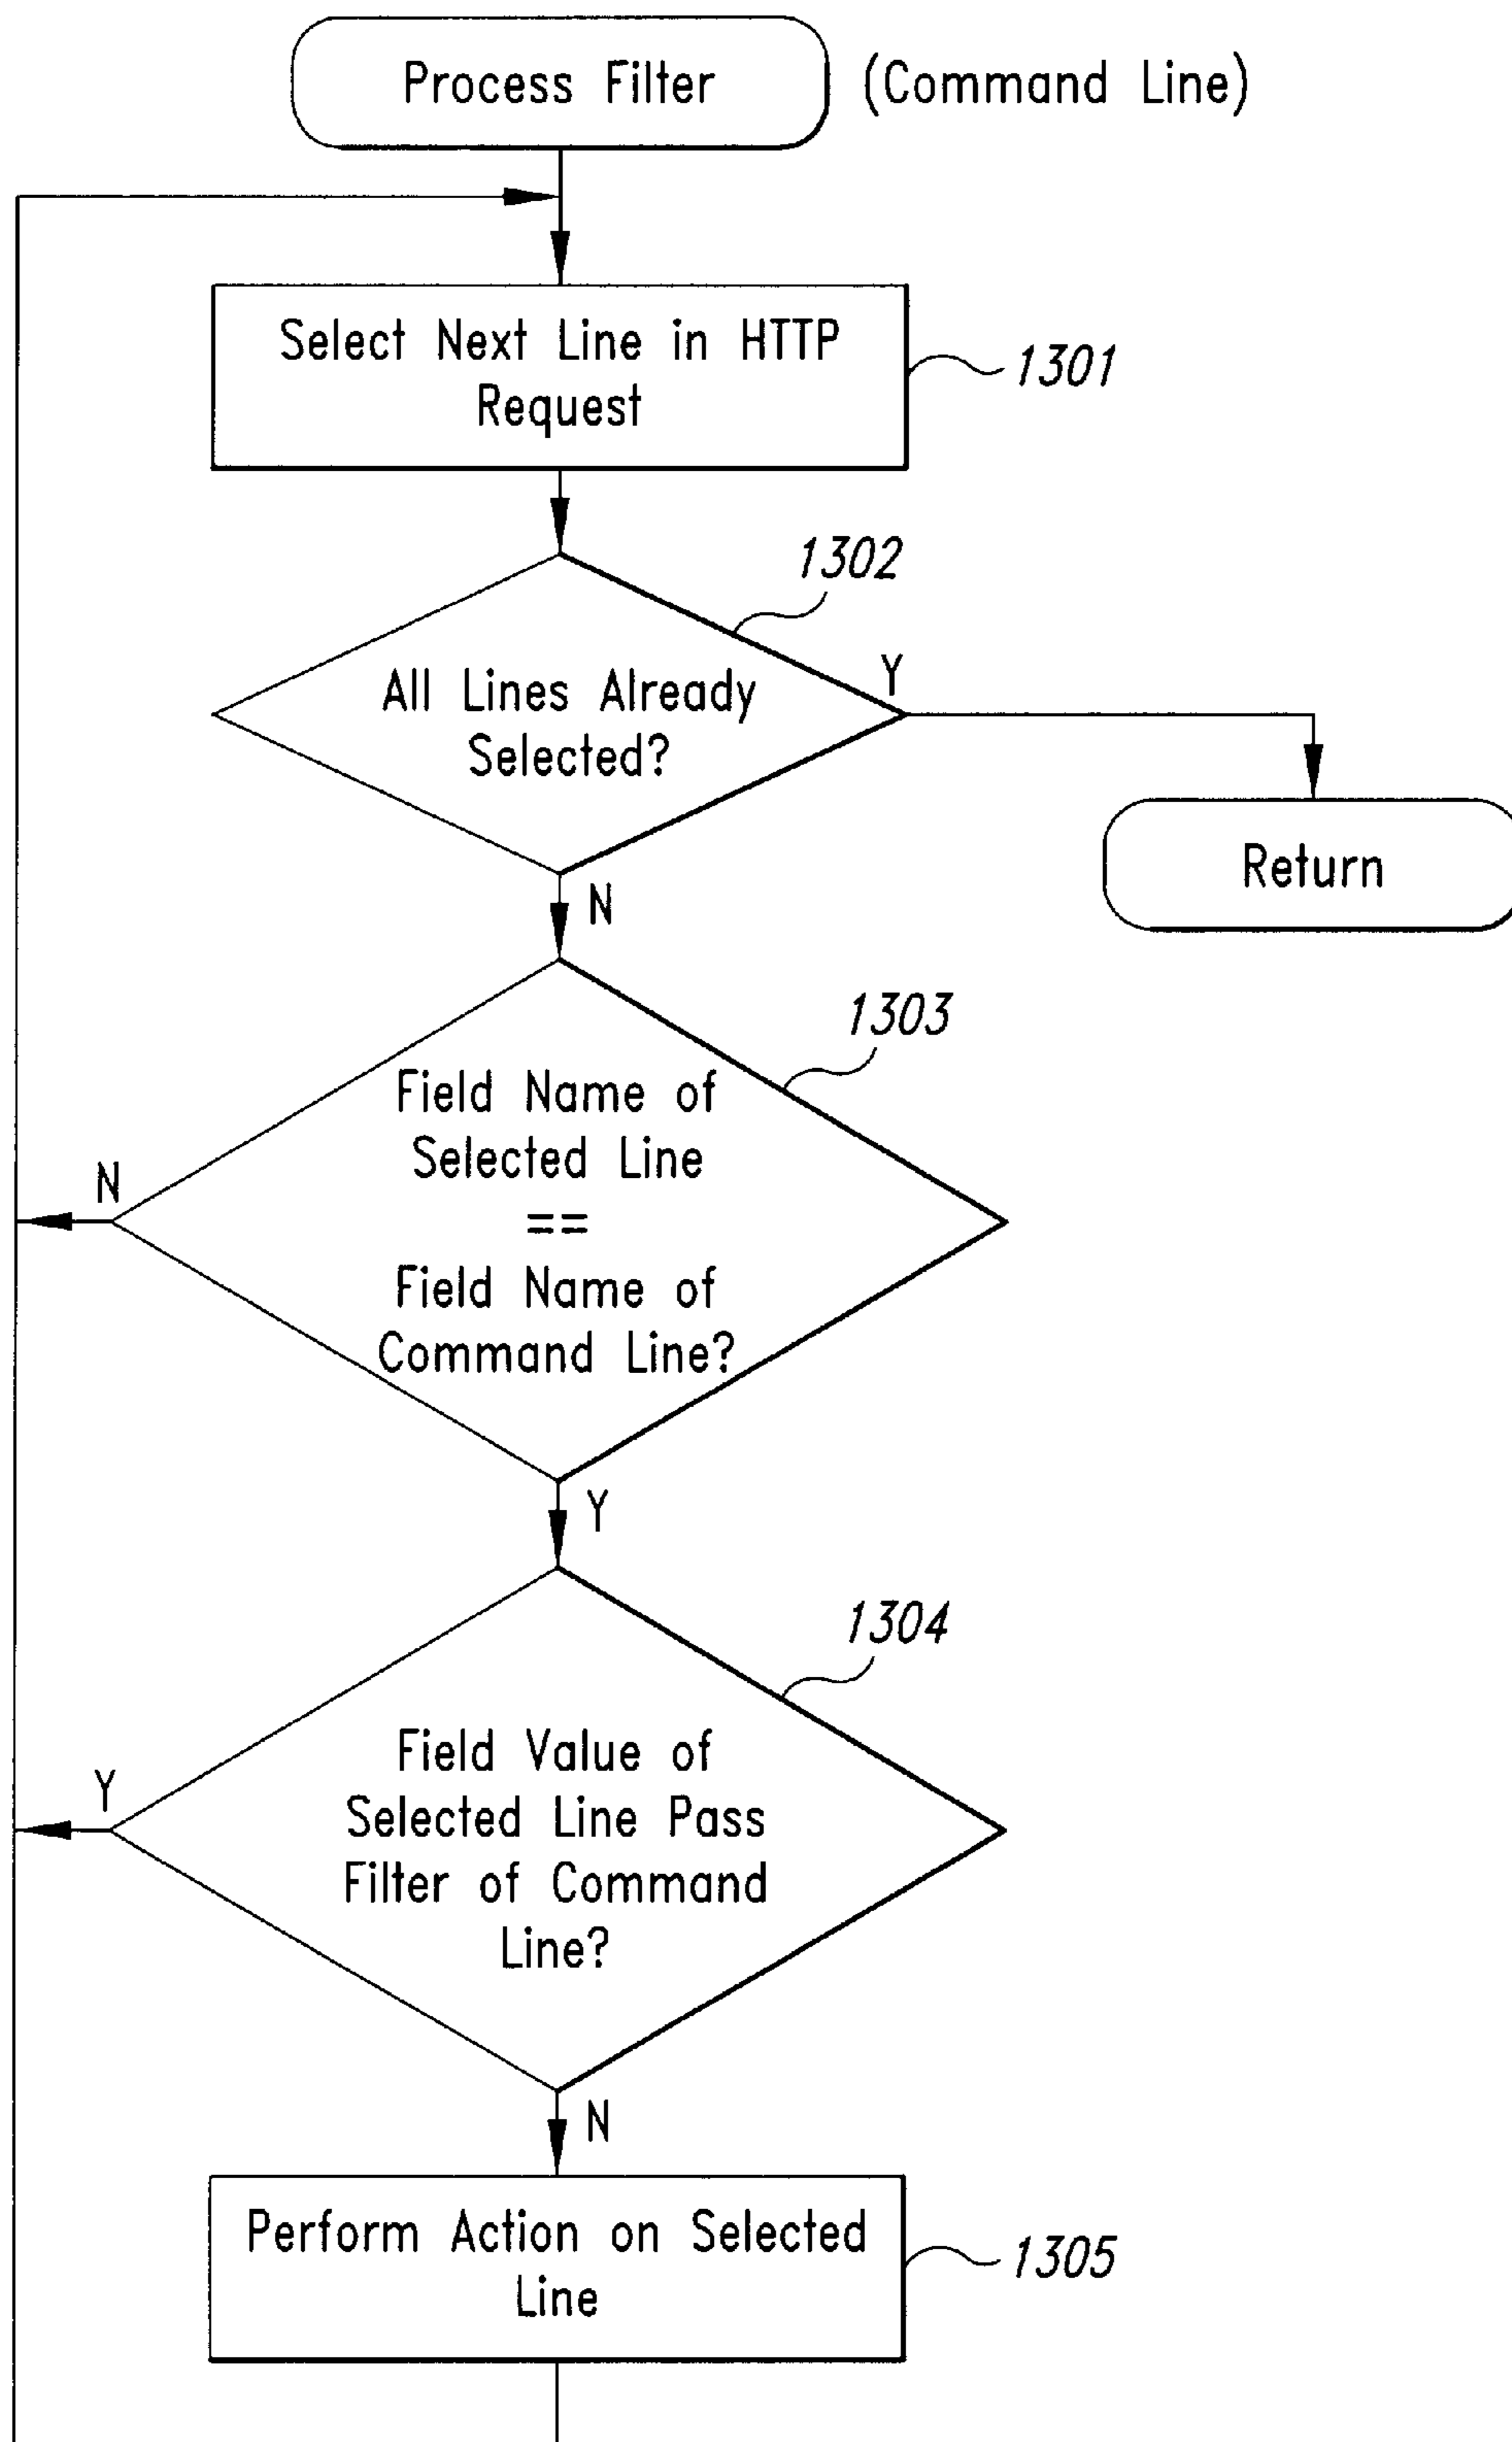 Process Filter (Command Line)
Select Next Line in HTTP
Request
1301
1302
All Lines Already
Selected?
Y
N
Return
1303
Field Name of
Selected Line
==
Field Name of
Command Line?
N
Y
1304
Field Value of
Selected Line Pass
Filter of Command
Line?
Y
N
Perform Action on Selected
Line
1305